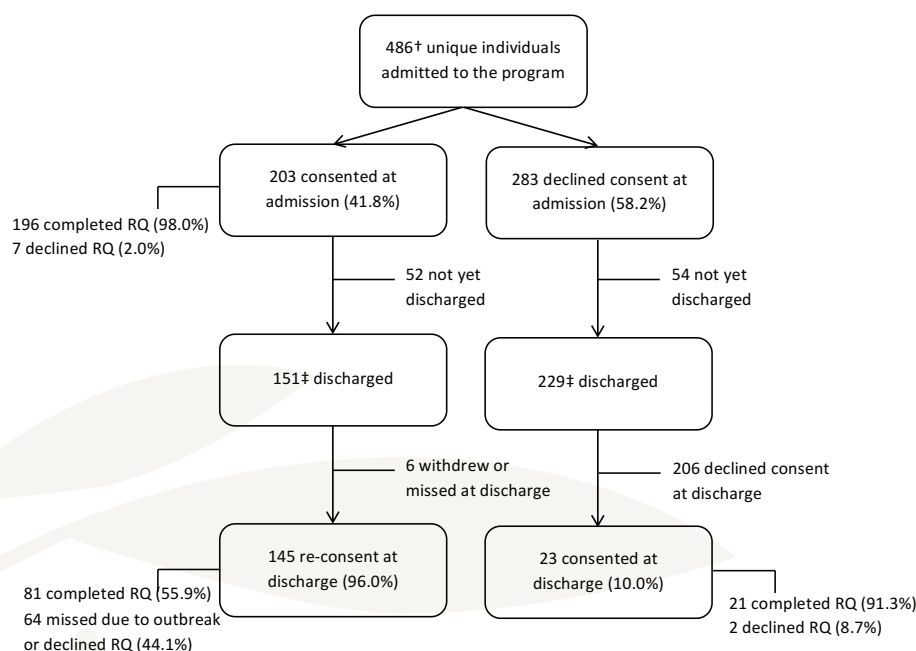 486† unique individuals
admitted to the program
203 consented at
admission (41.8%)
283 declined consent at
admission (58.2%)
196 completed RQ (98.0%)
7 declined RQ (2.0%)
52 not yet
discharged
54 not yet
discharged
151‡ discharged
229‡ discharged
6 withdrew or
missed at discharge
206 declined consent
at discharge
145 re-consent at
discharge (96.0%)
23 consented at
discharge (10.0%)
81 completed RQ (55.9%)
64 missed due to outbreak
or declined RQ (44.1%)
21 completed RQ (91.3%)
2 declined RQ (8.7%)